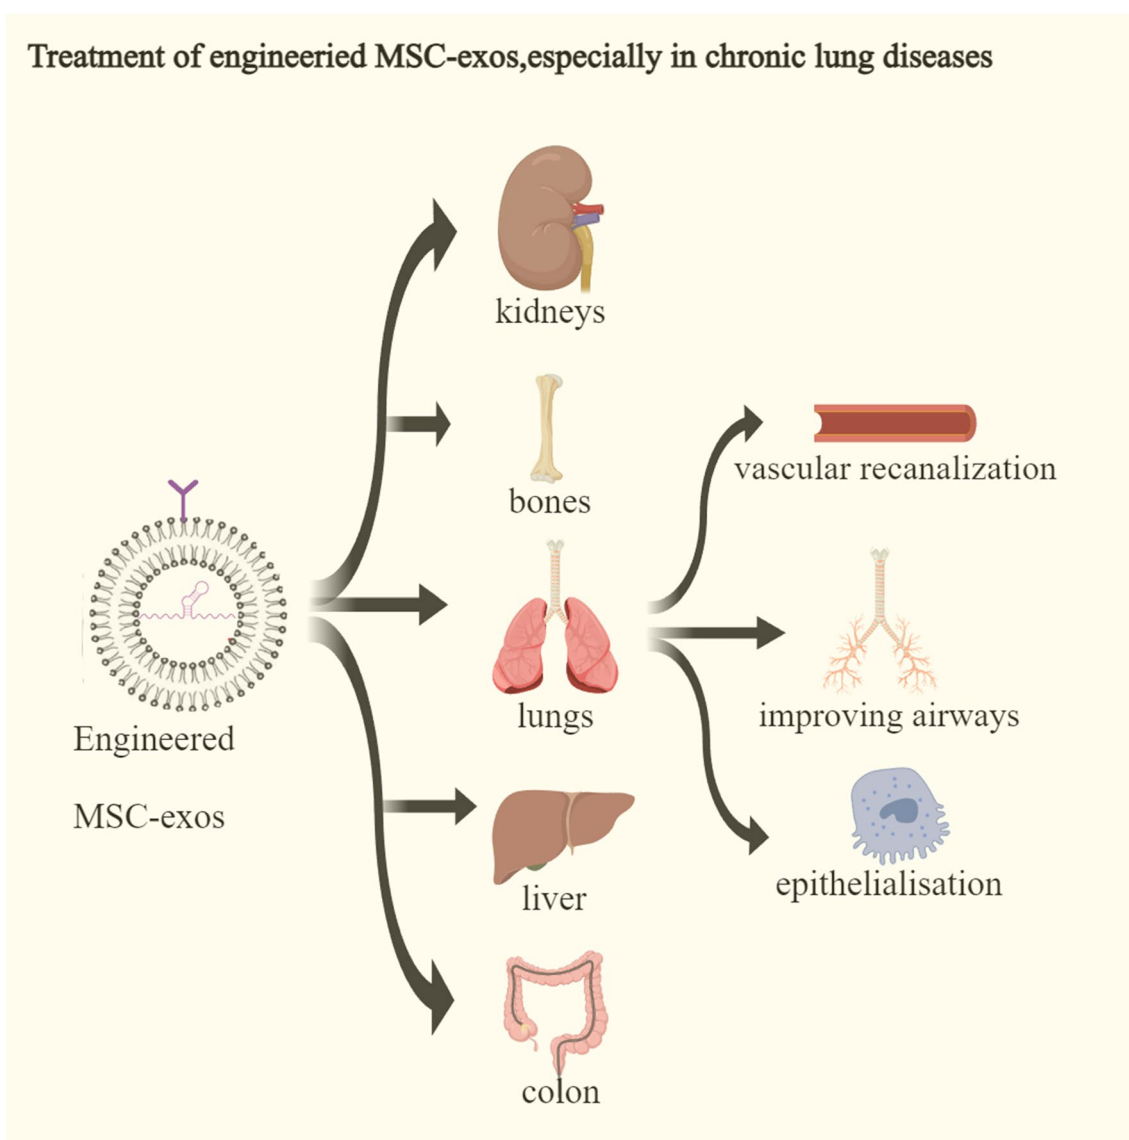 Treatment of engineeried MSC-exos,especially in chronic lung diseases
kidneys
bones
vascular recanalization
lungs
improving airways
Engineered
MSC-exos
liver
epithelialisation
colon